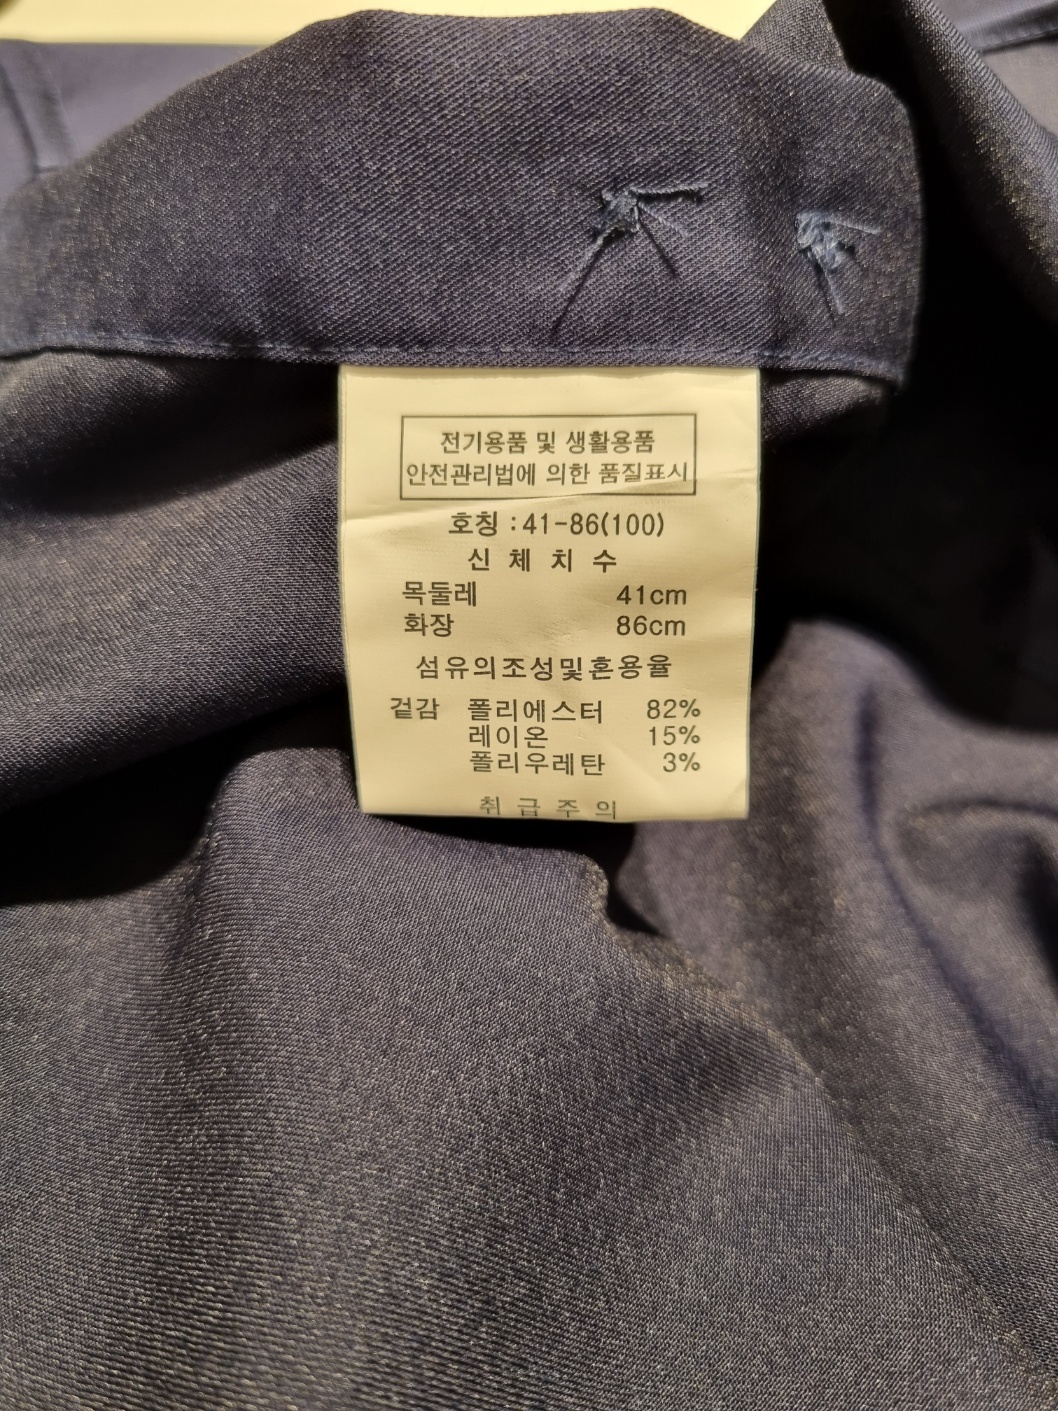 전기용품 및 생활용품
안전관리법에 의한 품질표시
호칭 : 41-86(100)
신 체 치 수
목둘레 41cm
화장 86cm
섬유의조성및혼용율
겉감 폴리에스터 82%
레이온 15%
폴리우레탄 3%
취 급 주 의